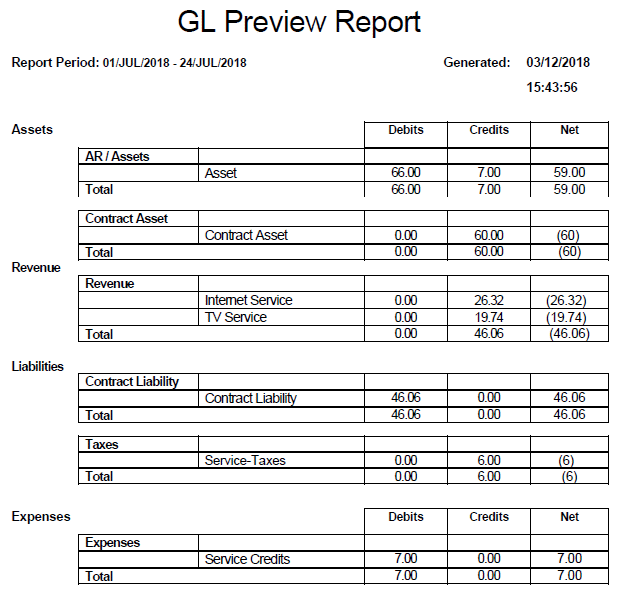 GL Preview Report
Report Period: 01/JUL/2018 - 24/JUL/2018 Generated: 03/12/2018
15:43:56
Assets Debits Credits Net
AR / Assets
Asset 66.00 7.00 59.00
Total 66.00 7.00 59.00
Contract Asset
Contract Asset 0.00 60.00 (60)
Total 0.00 60.00 (60)
Revenue
Revenue
Internet Service 0.00 26.32 (26.32)
TV Service 0.00 19.74 (19.74)
Total 0.00 46.06 (46.06)
Liabilities
Contract Liability
Contract Liability 46.06 0.00 46.06
Total 46.06 0.00 46.06
Taxes
Service-Taxes 0.00 6.00 (6)
Total 0.00 6.00 (6)
Expenses Debits Credits Net
Expenses
Service Credits 7.00 0.00 7.00
Total 7.00 0.00 7.00